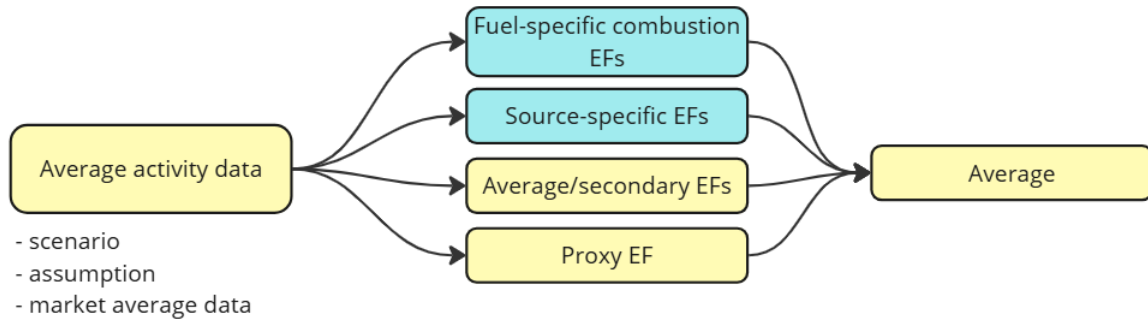 Fuel-specific combustion
EFs
Source-specific EFs
Average activity data
Average/secondary EFs
Average
Proxy EF
- scenario
- assumption
- market average data